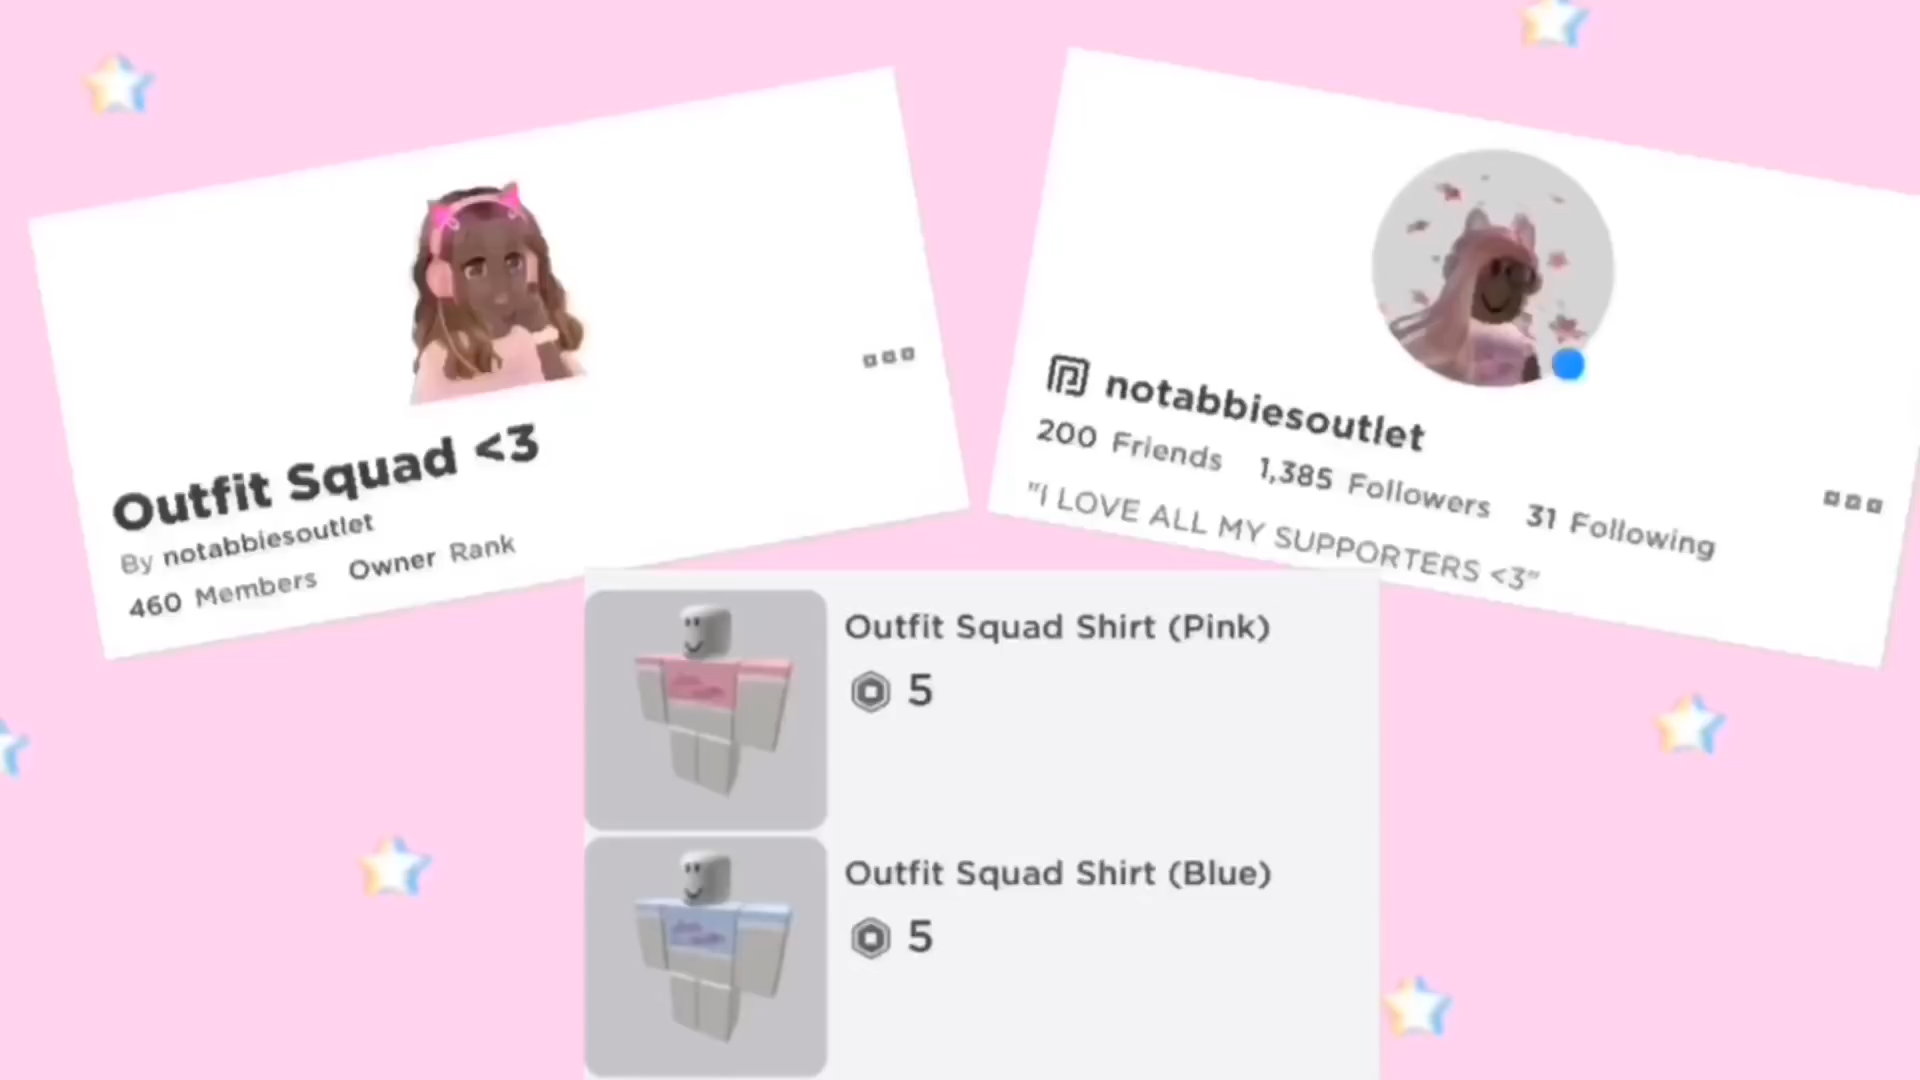 Outfit Squad <3
By notabbiesoutlet
460 Members Owner Rank
notabbiesoutlet
200 Friends 1,385 Followers 31 Following
"I LOVE ALL MY SUPPORTERS <3"
Outfit Squad Shirt (Pink)
5
Outfit Squad Shirt (Blue)
5